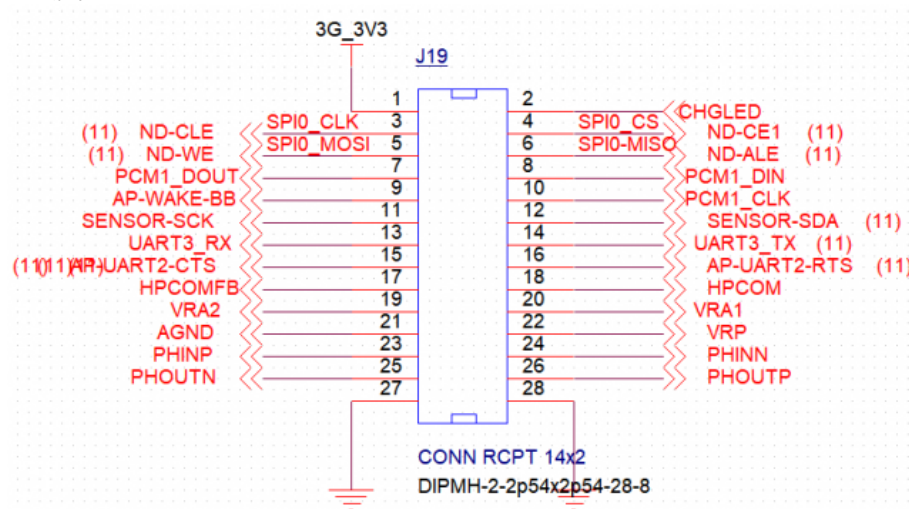 3G_3V3
J19
1 2 CHGLED
(11) ND-CLE SPI0_CLK 3 4 SPI0_CS ND-CE1 (11)
(11) ND-WE SPI0_MOSI 5 6 SPI0-MISO ND-ALE (11)
PCM1_DOUT 7 8 PCM1_DIN
AP-WAKE-BB 9 10 PCM1_CLK
SENSOR-SCK 11 12 SENSOR-SDA (11)
UART3_RX 13 14 UART3_TX (11)
(11) (11) -UART2-CTS 15 16 AP-UART2-RTS (11)
HPCOMFB 17 18 HPCOM
VRA2 19 20 VRA1
AGND 21 22 VRP
PHINP 23 24 PHINN
PHOUTN 25 26 PHOUTP
27 28
CONN RCPT 14x2
DIPMH-2-2p54x2p54-28-8